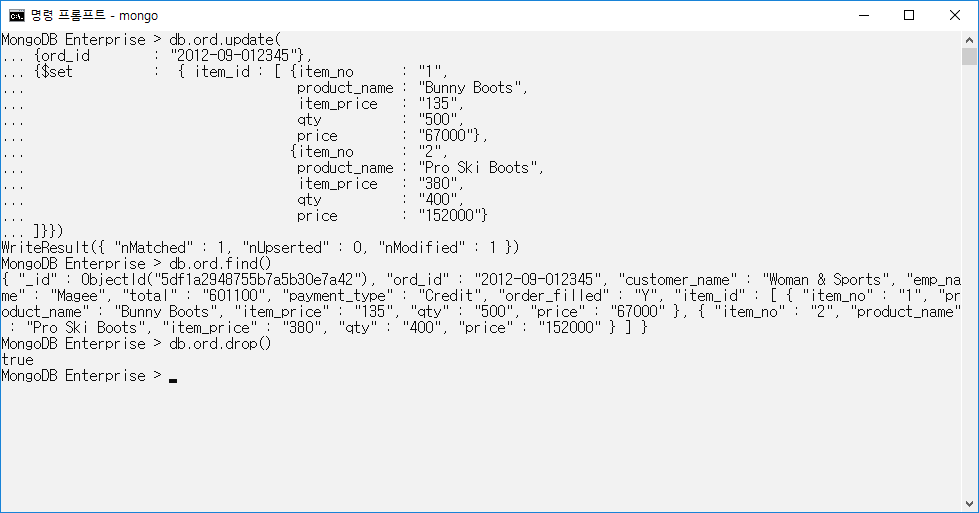 명령 프롬프트 - mongo
MongoDB Enterprise > db.ord.update(
... {ord_id        : "2012-09-012345"},
... {$set          :  { item_id : [ {item_no      : "1",
...                                  product_name : "Bunny Boots",
...                                  item_price   : "135",
...                                  qty          : "500",
...                                  price        : "67000"},
...                                 {item_no      : "2",
...                                  product_name : "Pro Ski Boots",
...                                  item_price   : "380",
...                                  qty          : "400",
...                                  price        : "152000"}
... ]}})
WriteResult({ "nMatched" : 1, "nUpserted" : 0, "nModified" : 1 })
MongoDB Enterprise > db.ord.find()
{ "_id" : ObjectId("5df1a2948755b7a5b30e7a42"), "ord_id" : "2012-09-012345", "customer_name" : "Woman & Sports", "emp_na
me" : "Magee", "total" : "601100", "payment_type" : "Credit", "order_filled" : "Y", "item_id" : [ { "item_no" : "1", "pr
oduct_name" : "Bunny Boots", "item_price" : "135", "qty" : "500", "price" : "67000" }, { "item_no" : "2", "product_name"
 : "Pro Ski Boots", "item_price" : "380", "qty" : "400", "price" : "152000" } ] }
MongoDB Enterprise > db.ord.drop()
true
MongoDB Enterprise >